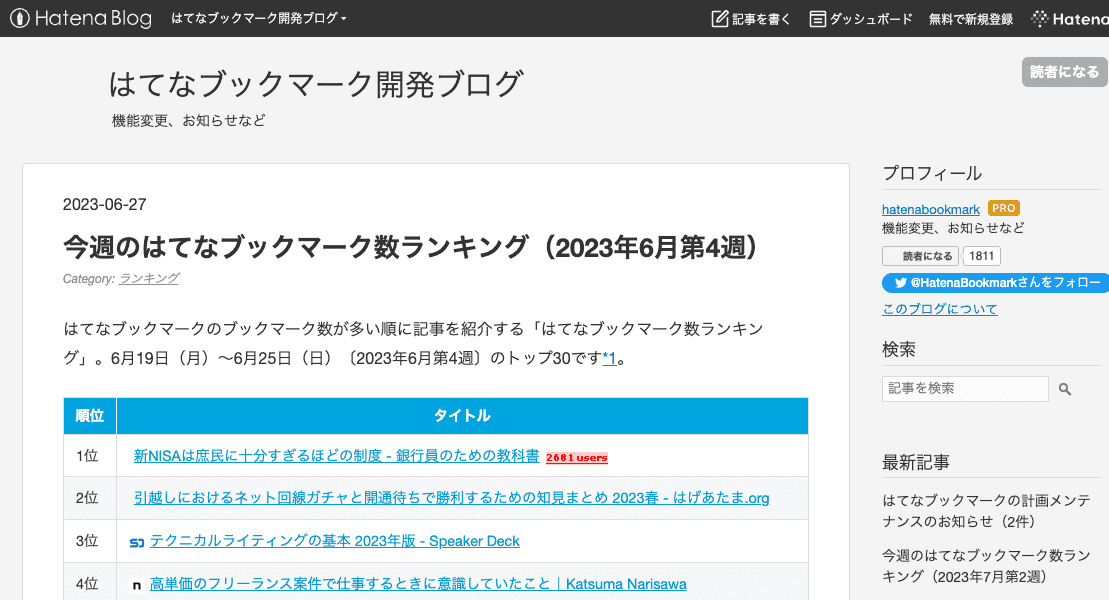 Hatena Blog はてなブックマーク開発ブログ 記事を書く ダッシュボード 無料で新規登録 Hatena
はてなブックマーク開発ブログ
読者になる
機能変更、お知らせなど
2023-06-27
今週のはてなブックマーク数ランキング（2023年6月第4週）
Category: ランキング
はてなブックマークのブックマーク数が多い順に記事を紹介する「はてなブックマーク数ランキン
グ」。6月19日（月）〜6月25日（日）〔2023年6月第4週〕のトップ30です*1。
順位 タイトル
1位 新NISAは庶民に十分すぎるほどの制度 - 銀行員のための教科書 2681 users
2位 引越しにおけるネット回線ガチャと開通待ちで勝利するための知見まとめ 2023春 - はげあたま.org
3位 テクニカルライティングの基本 2023年版 - Speaker Deck
4位 n 高単価のフリーランス案件で仕事するときに意識していたこと｜Katsuma Narisawa
プロフィール
hatenabookmark PRO
機能変更、お知らせなど
読者になる 1811
@HatenaBookmarkさんをフォロー
このブログについて
検索
記事を検索
最新記事
はてなブックマークの計画メンテ
ナンスのお知らせ（2件）
今週のはてなブックマーク数ラン
キング（2023年7月第2週）